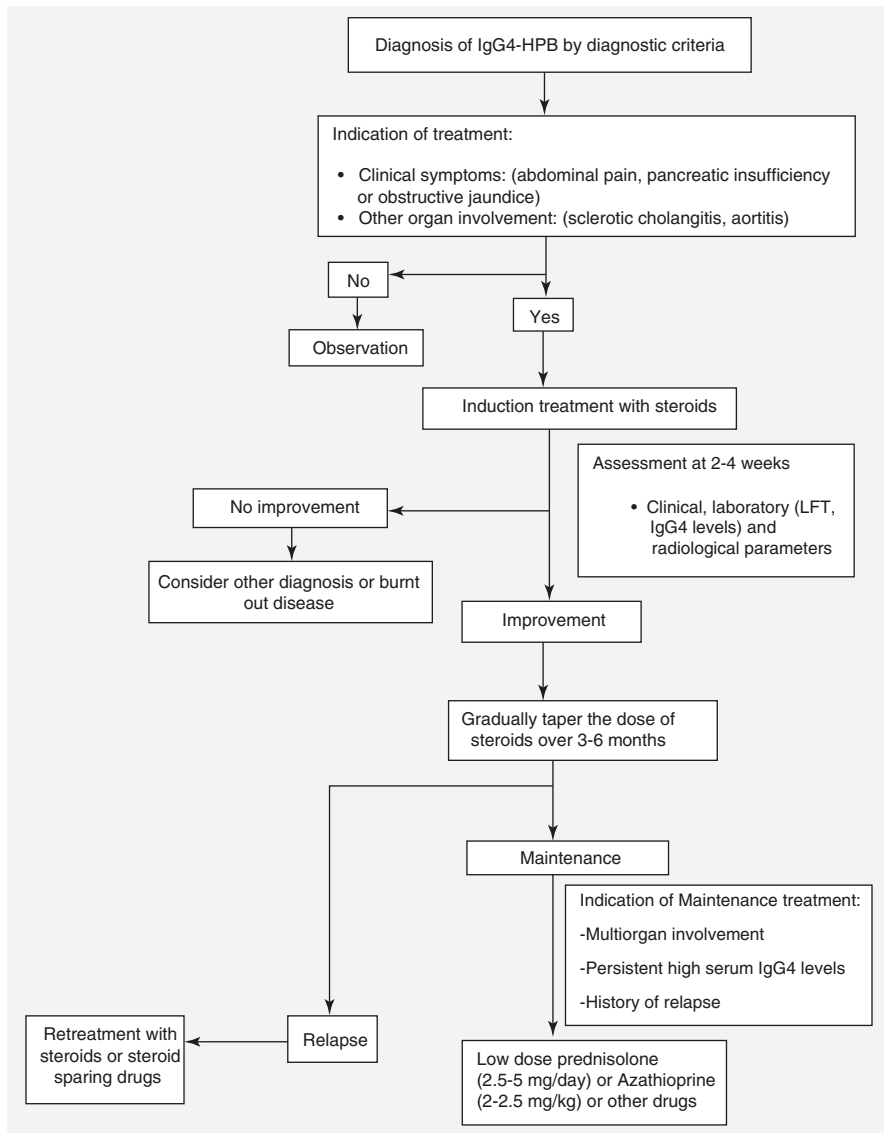 Diagnosis of IgG4-HPB by diagnostic criteria
Indication of treatment:
• Clinical symptoms: (abdominal pain, pancreatic insufficiency
or obstructive jaundice)
• Other organ involvement: (sclerotic cholangitis, aortitis)
No
Yes
Observation
Induction treatment with steroids
Assessment at 2-4 weeks
• Clinical, laboratory (LFT,
IgG4 levels) and
radiological parameters
No improvement
Consider other diagnosis or burnt
out disease
Improvement
Gradually taper the dose of
steroids over 3-6 months
Maintenance
Indication of Maintenance treatment:
-Multiorgan involvement
-Persistent high serum IgG4 levels
-History of relapse
Relapse
Retreatment with
steroids or steroid
sparing drugs
Low dose prednisolone
(2.5-5 mg/day) or Azathioprine
(2-2.5 mg/kg) or other drugs